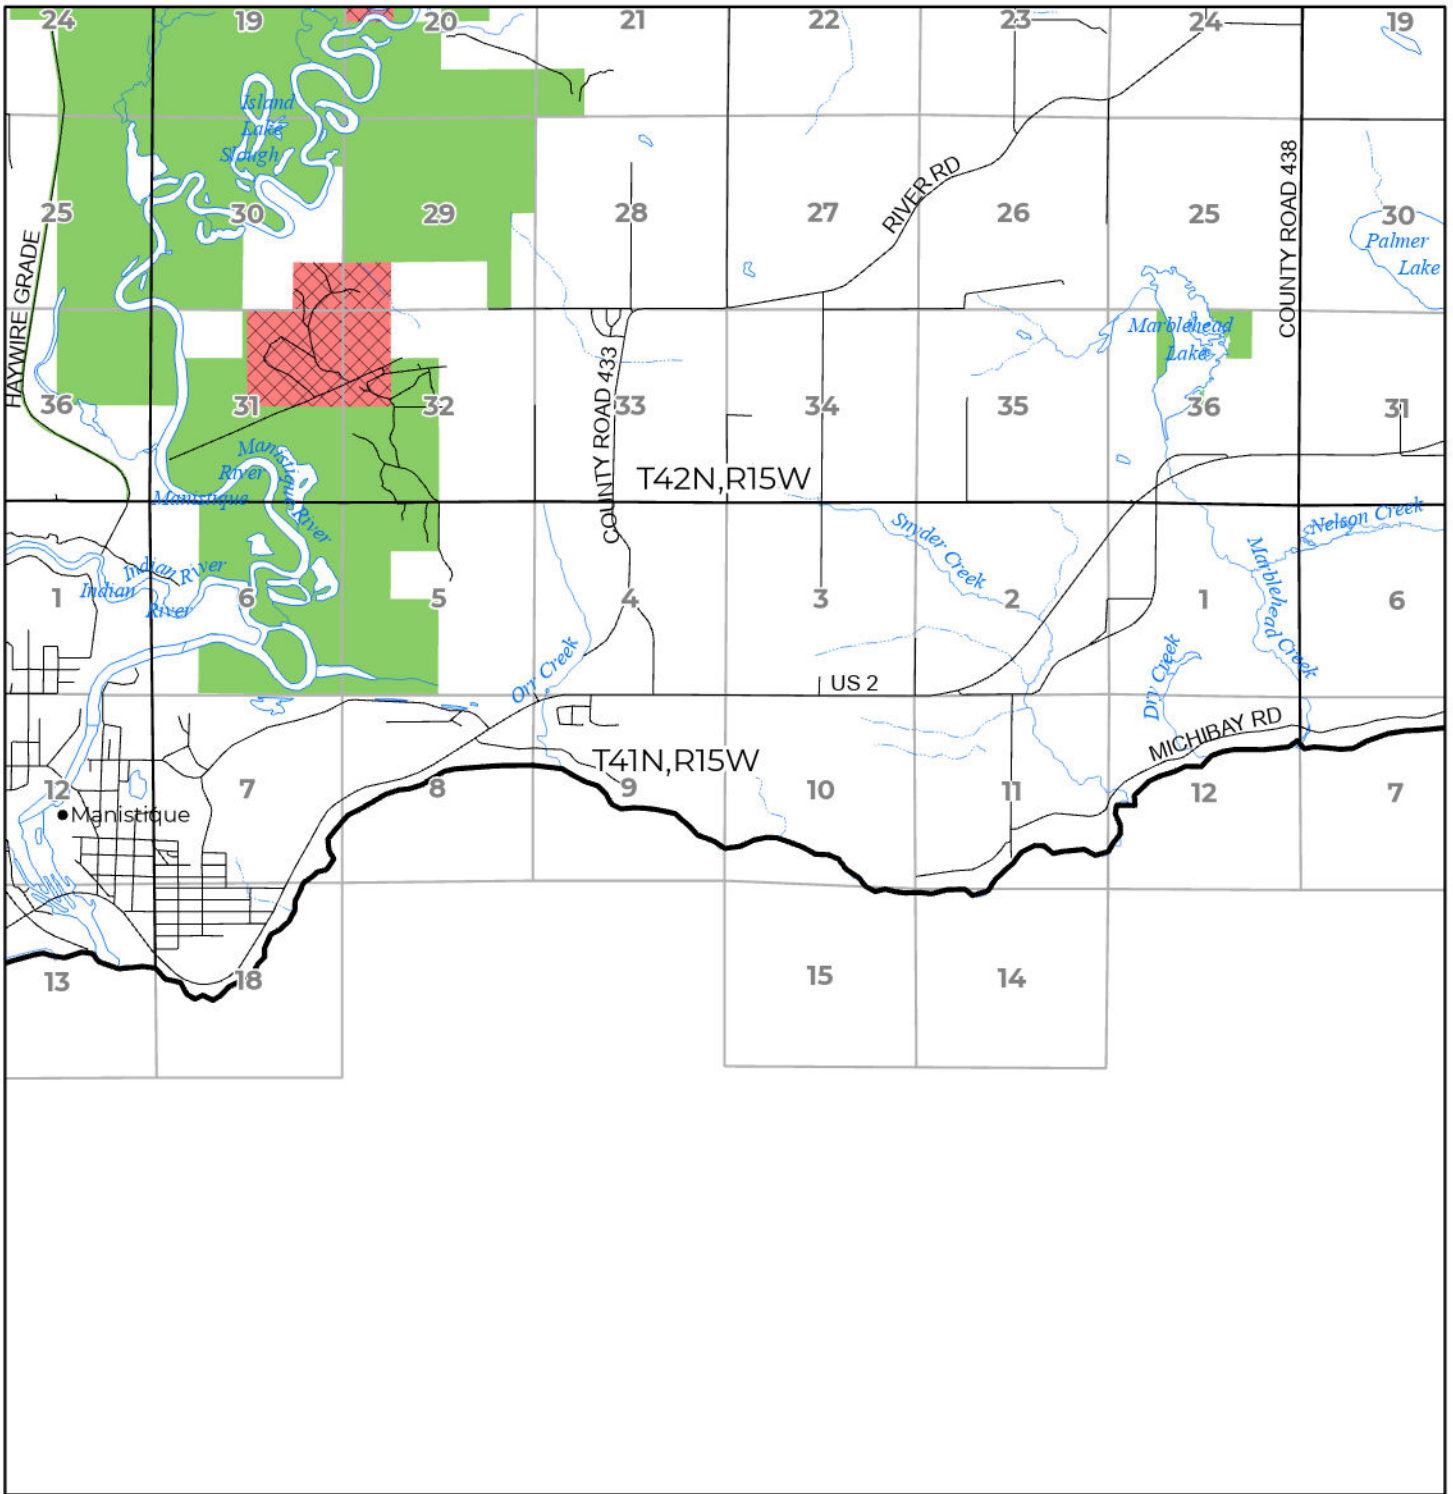 24
19
20
21
22
23
24
19
Island
Lake
Slough
RIVER RD
COUNTY ROAD 438
25
30
29
28
27
26
25
30
Palmer
Lake
HAYWIRE GRADE
Marblehead
Lake
COUNTY ROAD 433
36
31
32
33
34
35
36
31
Manistique River
River
Manistique
T42N,R15W
Snyder Creek
Nelson Creek
Indian River
Indian
River
Marblehead Creek
1
6
5
4
3
2
1
6
Orr Creek
Dry Creek
US 2
MICHIBAY RD
T41N,R15W
12
7
8
9
10
11
12
7
Manistique
13
18
15
14